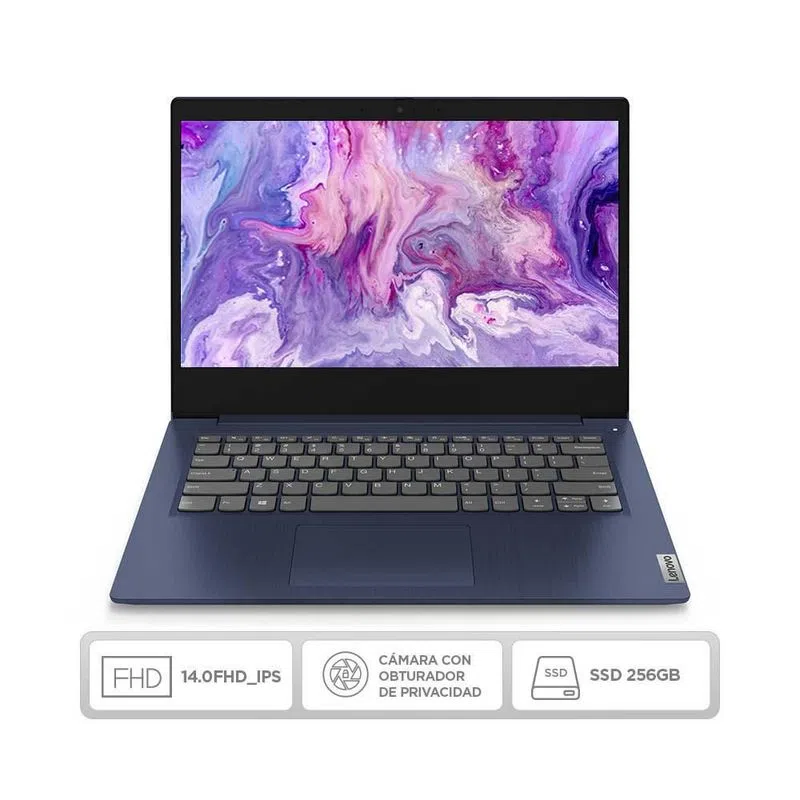 Lenovo
FHD
14.0FHD_IPS
CÁMARA CON
OBTURADOR
DE PRIVACIDAD
SSD
SSD 256GB